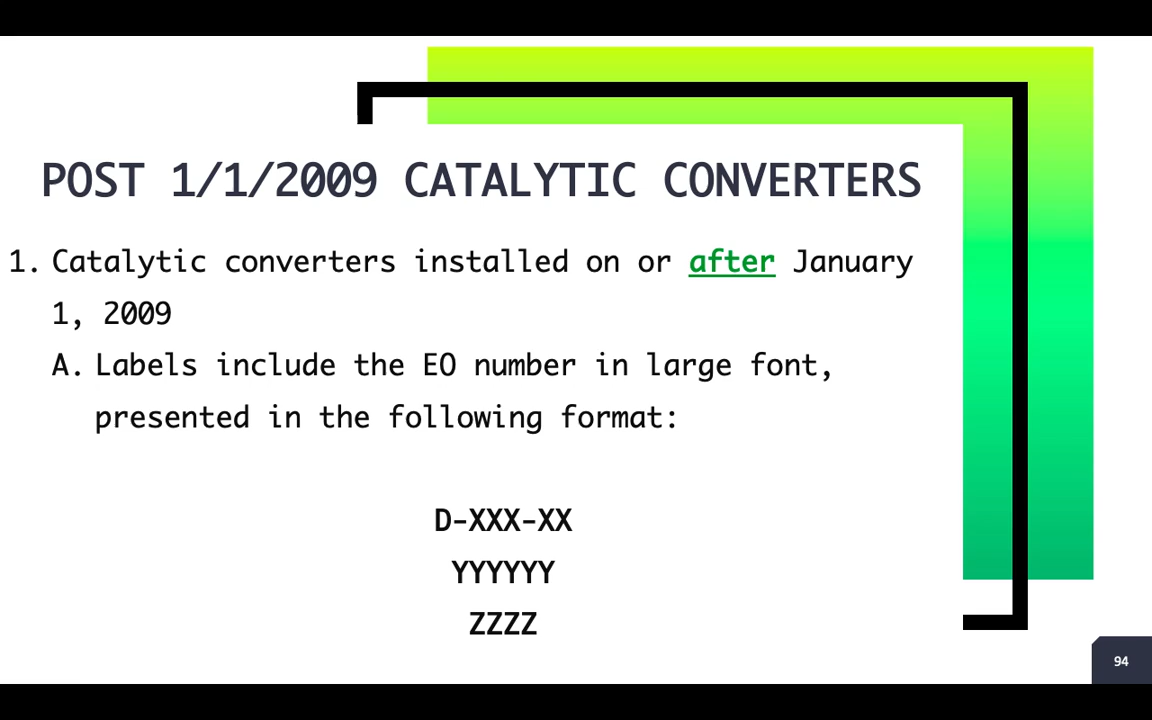 POST 1/1/2009 CATALYTIC CONVERTERS
1. Catalytic converters installed on or after January
1, 2009
A. Labels include the EO number in large font,
presented in the following format:
D-XXX-XX
YYYYYY
ZZZZ
94